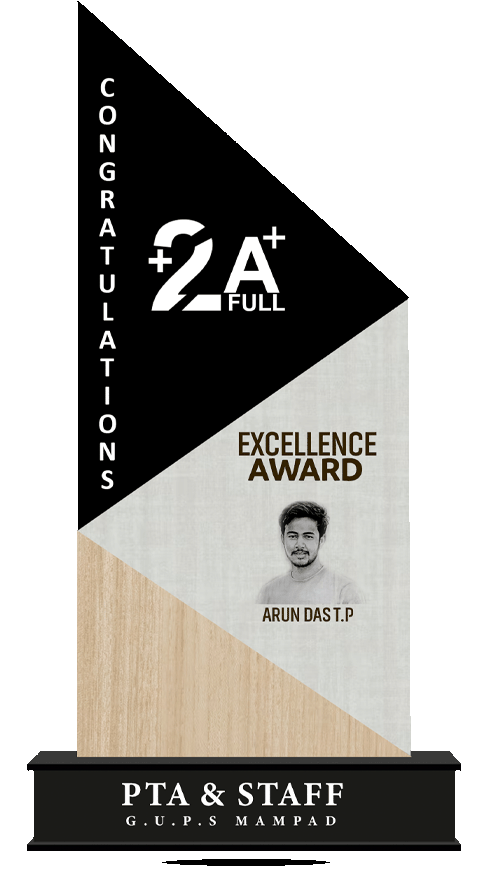 CONGRATULATIONS
+2 A+
FULL
EXCELLENCE
AWARD
ARUN DAS T.P
PTA & STAFF
G.U.P.S MAMPAD